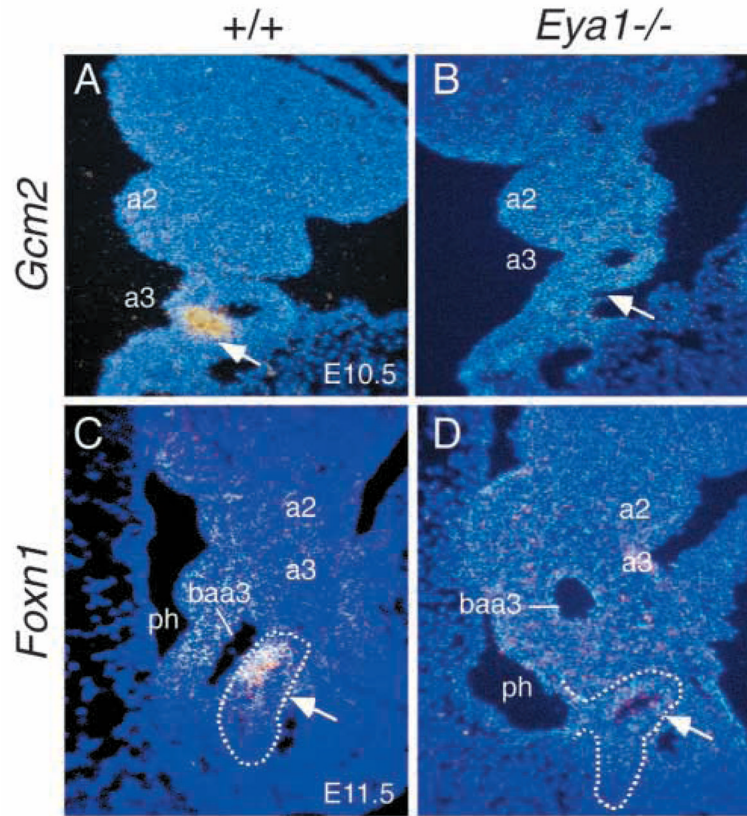 +/+ Eya1-/-
Gcm2
A
a2
a3
E10.5
B
a2
a3
Foxn1
C
a2
a3
baa3
ph
E11.5
D
a2
a3
baa3
ph